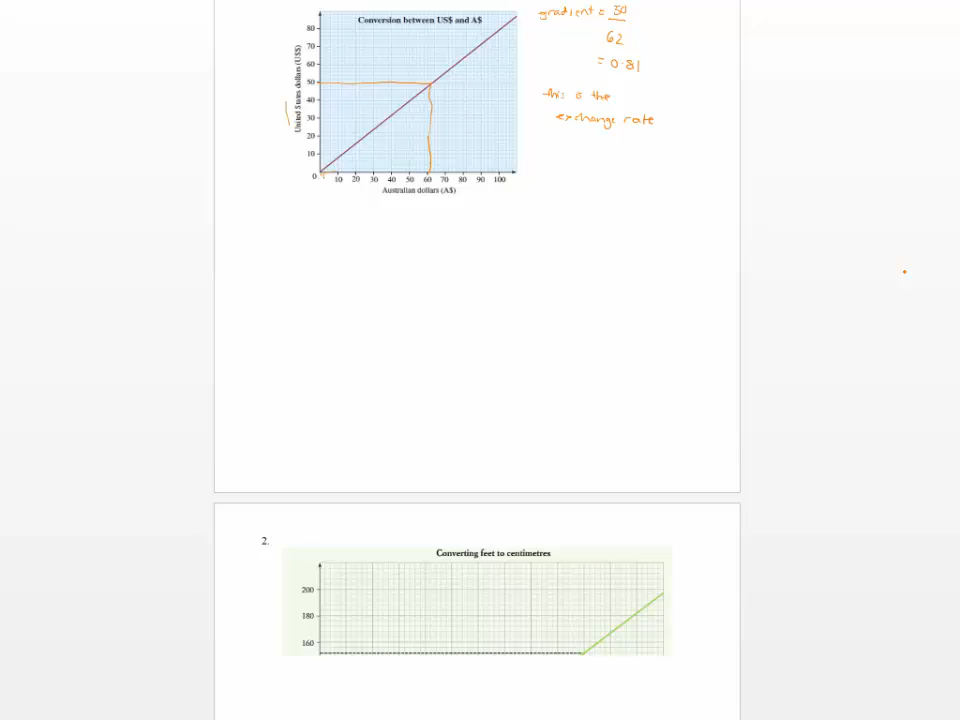 Conversion between US$ and A$
80
70
60
50
40
30
20
10
0
United States dollars (US$)
10 20 30 40 50 60 70 80 90 100
Australian dollars (A$)
gradient = 50
62
= 0.81
this is the
exchange rate
2.
Converting feet to centimetres
200
180
160